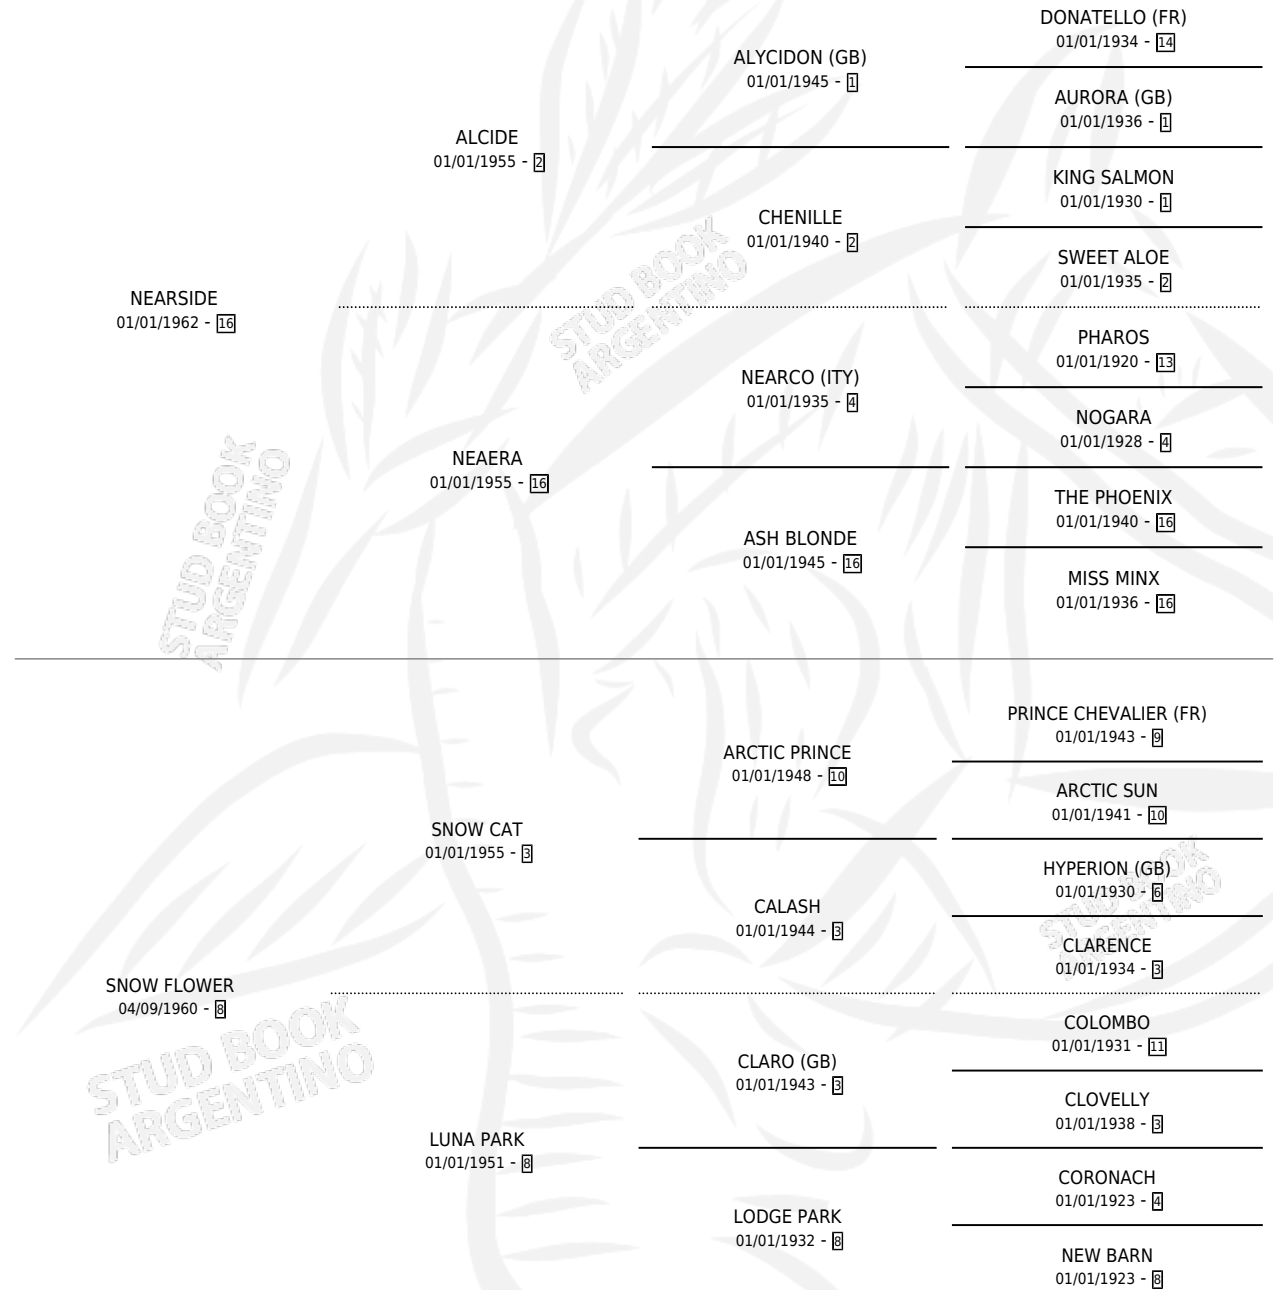 DONATELLO (FR)
01/01/1934 - 14
ALYCIDON (GB)
01/01/1945 - 1
AURORA (GB)
01/01/1936 - 1
ALCIDE
01/01/1955 - 2
KING SALMON
01/01/1930 - 1
CHENILLE
01/01/1940 - 2
SWEET ALOE
01/01/1935 - 2
NEARSIDE
01/01/1962 - 16
PHAROS
01/01/1920 - 13
NEARCO (ITY)
01/01/1935 - 4
NOGARA
01/01/1928 - 4
NEAERA
01/01/1955 - 16
THE PHOENIX
01/01/1940 - 16
ASH BLONDE
01/01/1945 - 16
MISS MINX
01/01/1936 - 16
STUD BOOK
ARGENTINO
STUD BOOK
ARGENTINO
PRINCE CHEVALIER (FR)
01/01/1943 - 9
ARCTIC PRINCE
01/01/1948 - 10
ARCTIC SUN
01/01/1941 - 10
SNOW CAT
01/01/1955 - 3
HYPERION (GB)
01/01/1930 - 6
CALASH
01/01/1944 - 3
CLARENCE
01/01/1934 - 3
STUD BOOK
ARGENTINO
SNOW FLOWER
04/09/1960 - 8
COLOMBO
01/01/1931 - 11
CLARO (GB)
01/01/1943 - 3
CLOVELLY
01/01/1938 - 3
LUNA PARK
01/01/1951 - 8
CORONACH
01/01/1923 - 4
LODGE PARK
01/01/1932 - 8
NEW BARN
01/01/1923 - 8
STUD BOOK
ARGENTINO